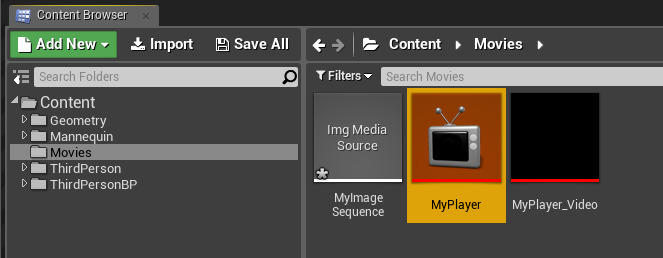 Content Browser
Add New Import Save All
Content Movies
Search Folders
Filters Search Movies
Content
Geometry
Mannequin
Movies
ThirdPerson
ThirdPersonBP
Img Media
Source
MyImage
Sequence
MyPlayer
MyPlayer_Video